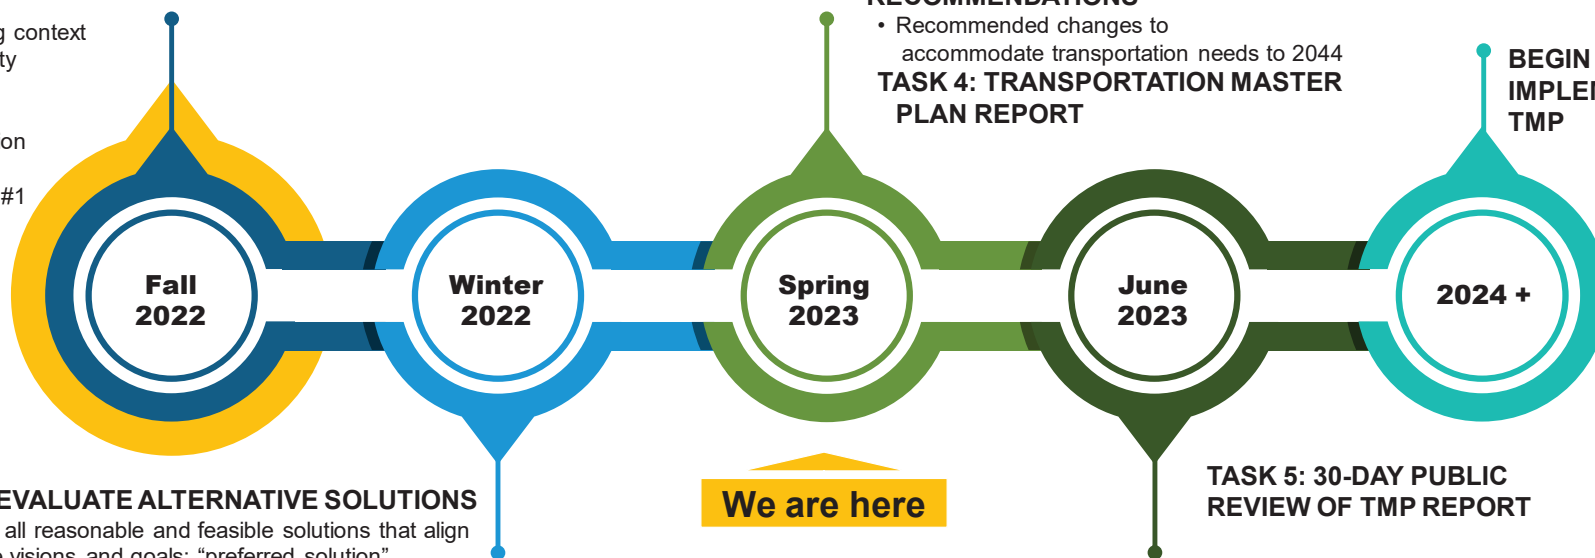 g context
ty
ion
#1
RECOMMENDATIONS
• Recommended changes to
accommodate transportation needs to 2044
TASK 4: TRANSPORTATION MASTER
PLAN REPORT
BEGIN
IMPLEM
TMP
Fall
2022
Winter
2022
Spring
2023
June
2023
2024 +
EVALUATE ALTERNATIVE SOLUTIONS
all reasonable and feasible solutions that align
visions and goals: “preferred solution”
We are here
TASK 5: 30-DAY PUBLIC
REVIEW OF TMP REPORT